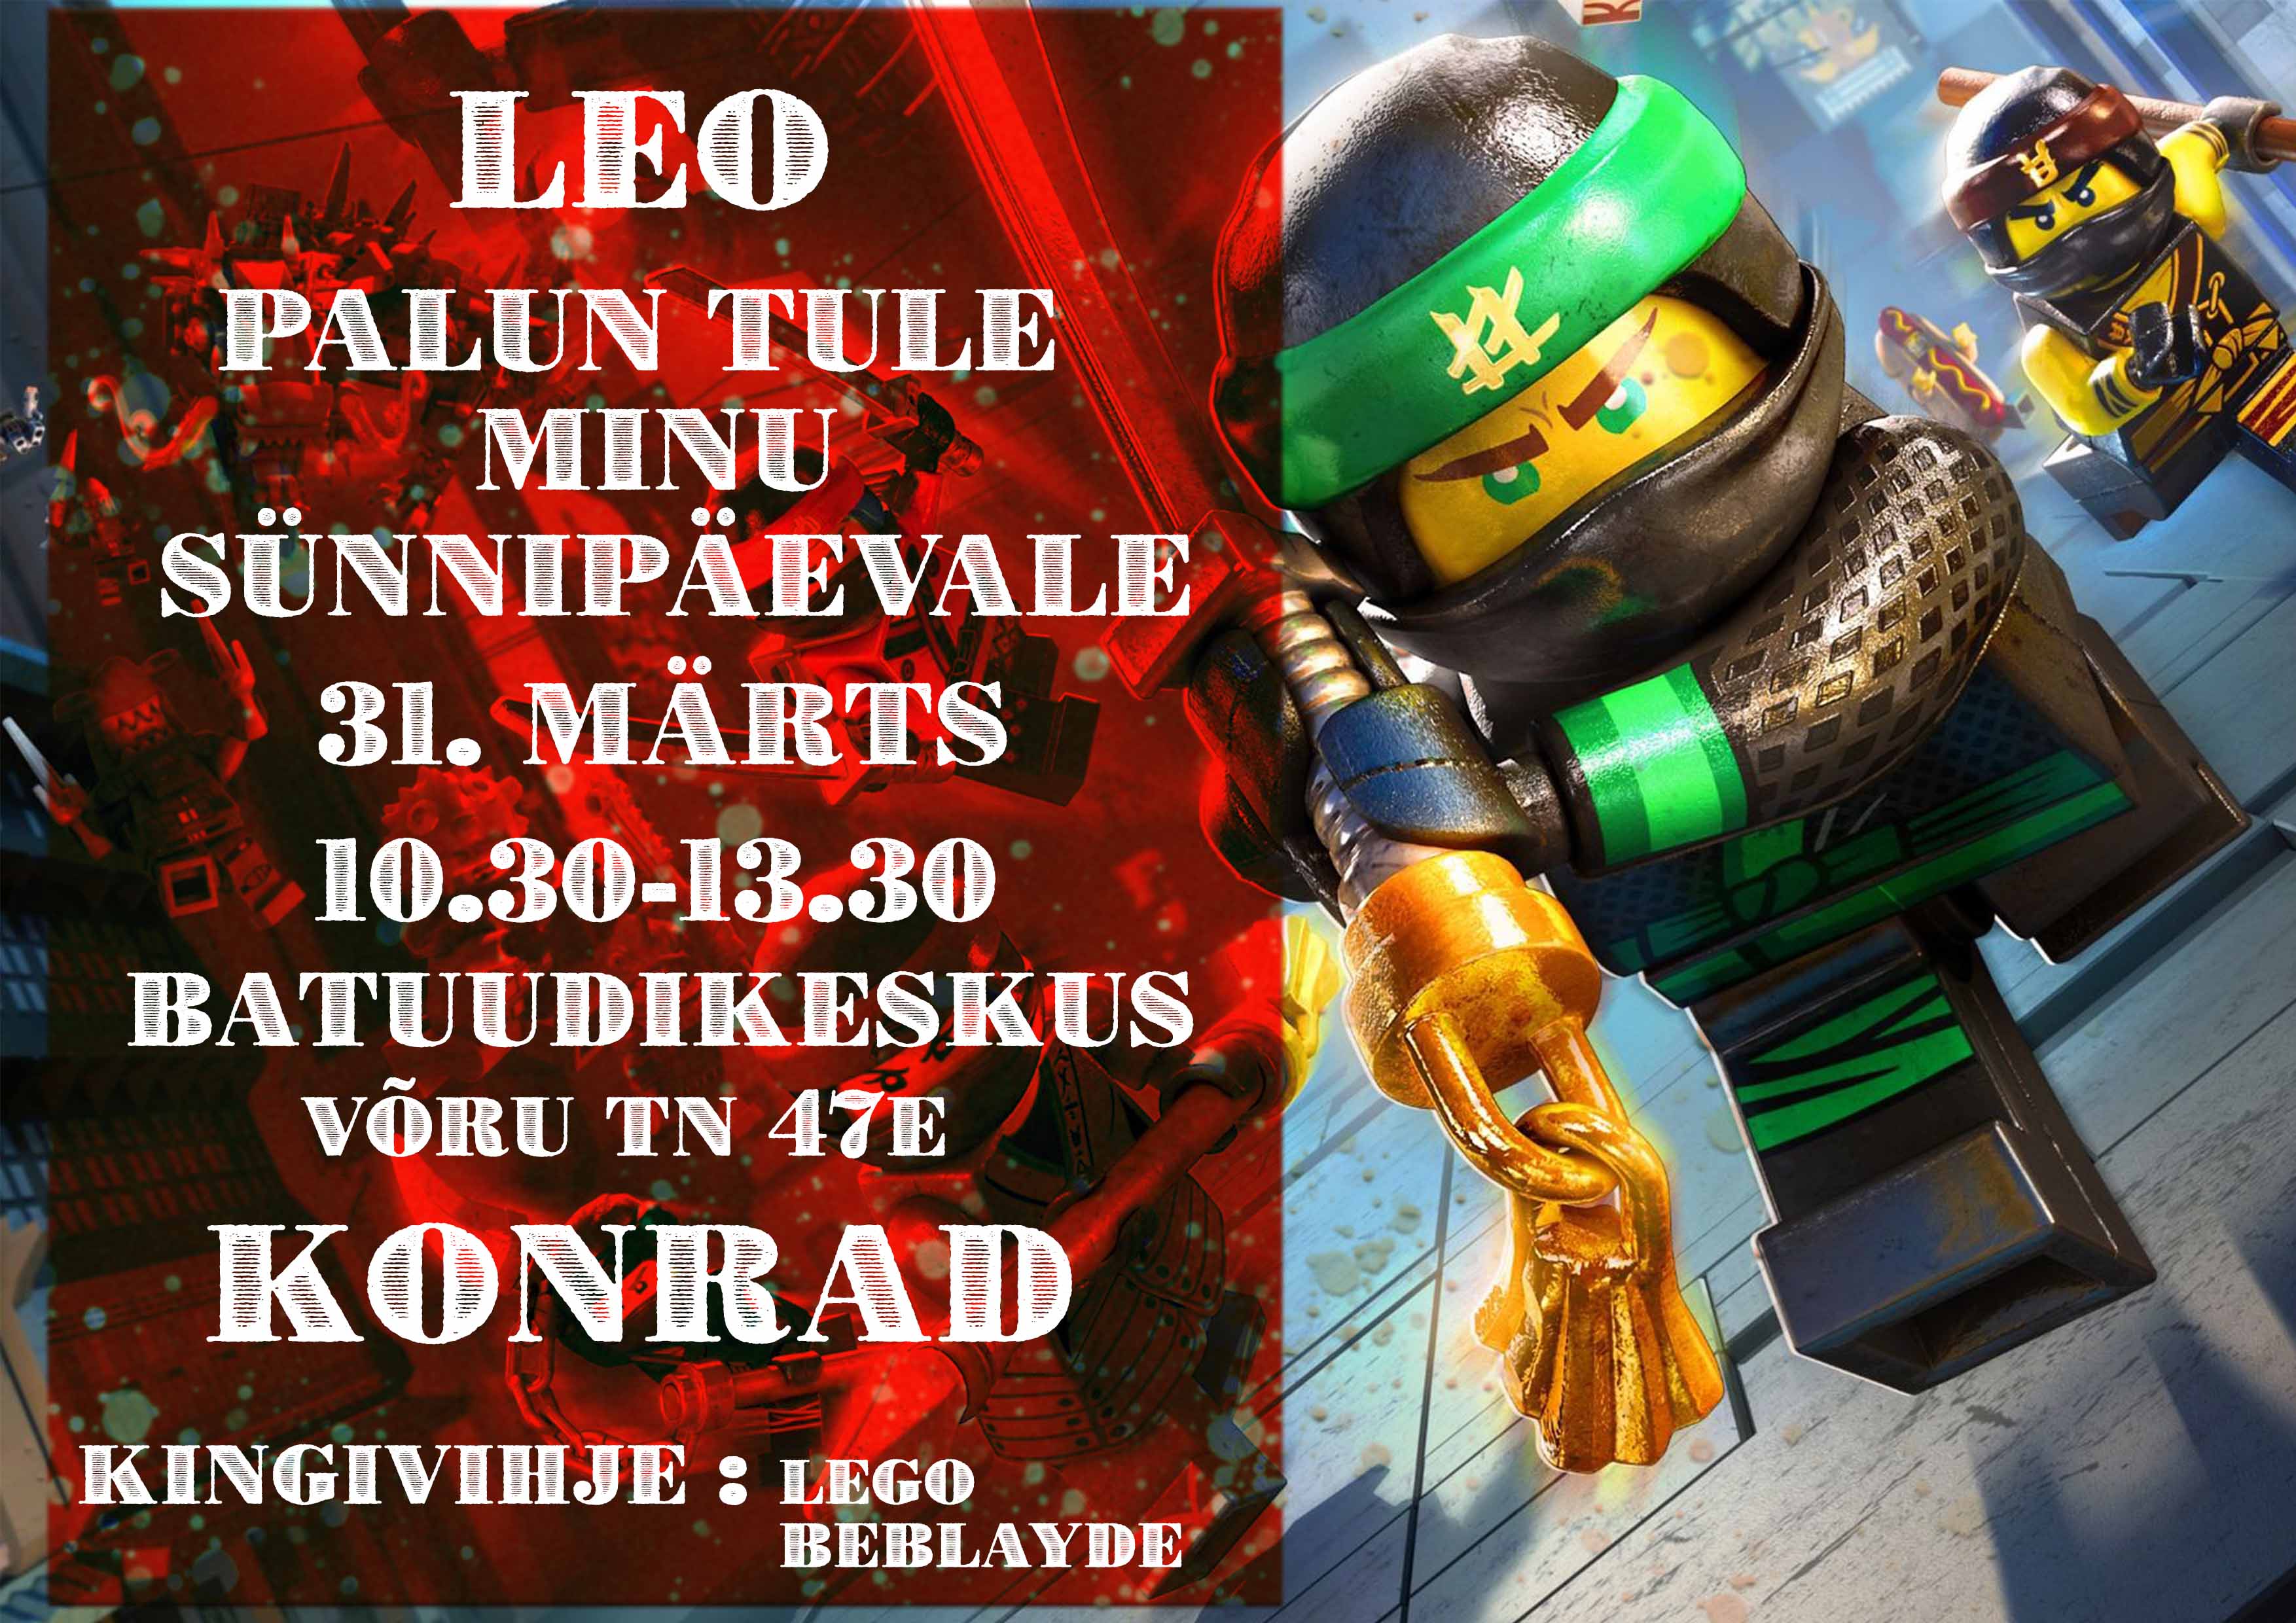 LEO
PALUN TULE
MINU
SÜNNIPÄEVALE
31. MÄRTS
10.30-13.30
BATUUDIKESKUS
VÕRU TN 47E
KONRAD
KINGIVIHJE : LEGO
BEBLAYDE